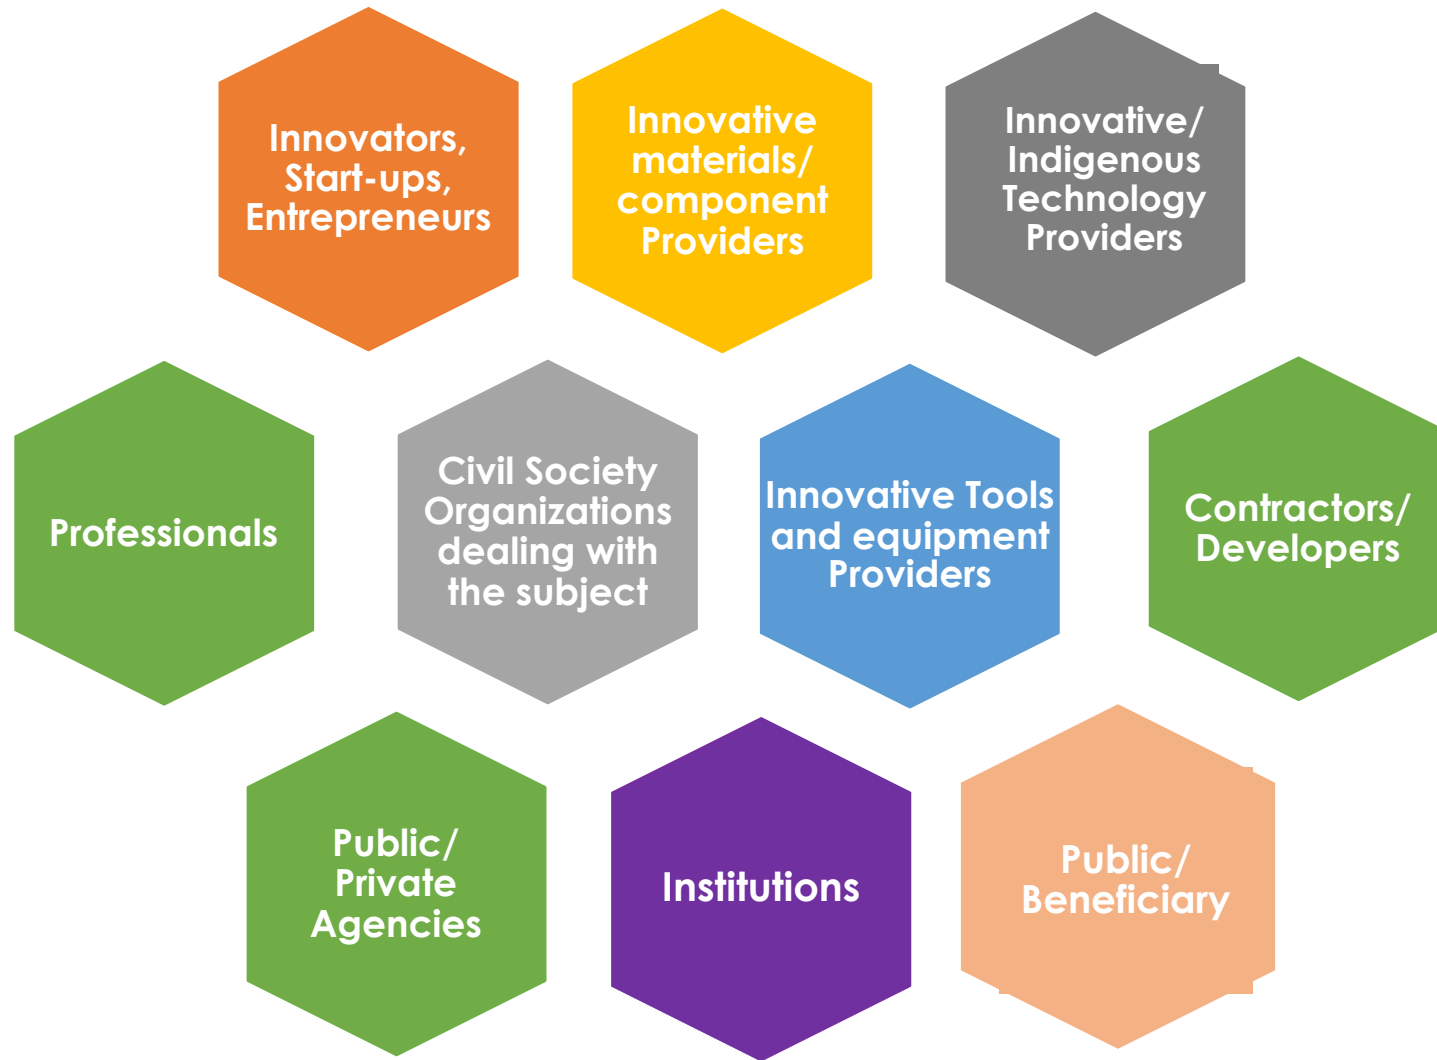 Innovators,
Start-ups,
Entrepreneurs
Innovative
materials/
component
Providers
Innovative/
Indigenous
Technology
Providers
Professionals
Civil Society
Organizations
dealing with
the subject
Innovative Tools
and equipment
Providers
Contractors/
Developers
Public/
Private
Agencies
Institutions
Public/
Beneficiary